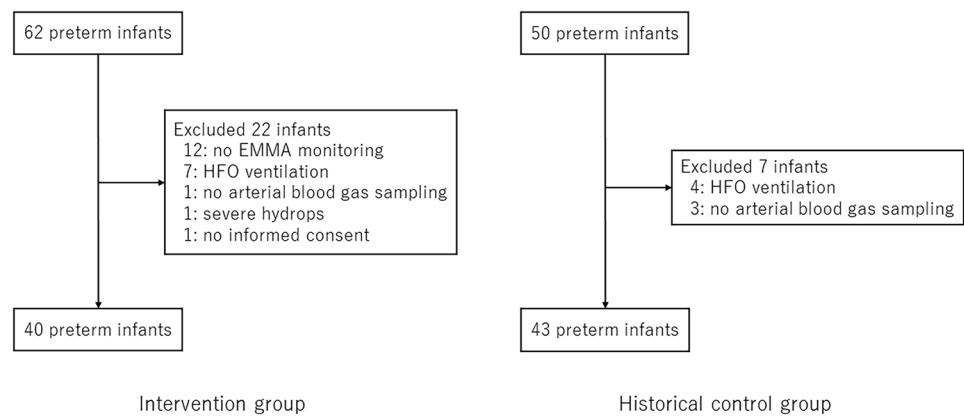 62 preterm infants
Excluded 22 infants
12: no EMMA monitoring
7: HFO ventilation
1: no arterial blood gas sampling
1: severe hydrops
1: no informed consent
40 preterm infants
Intervention group
50 preterm infants
Excluded 7 infants
4: HFO ventilation
3: no arterial blood gas sampling
43 preterm infants
Historical control group